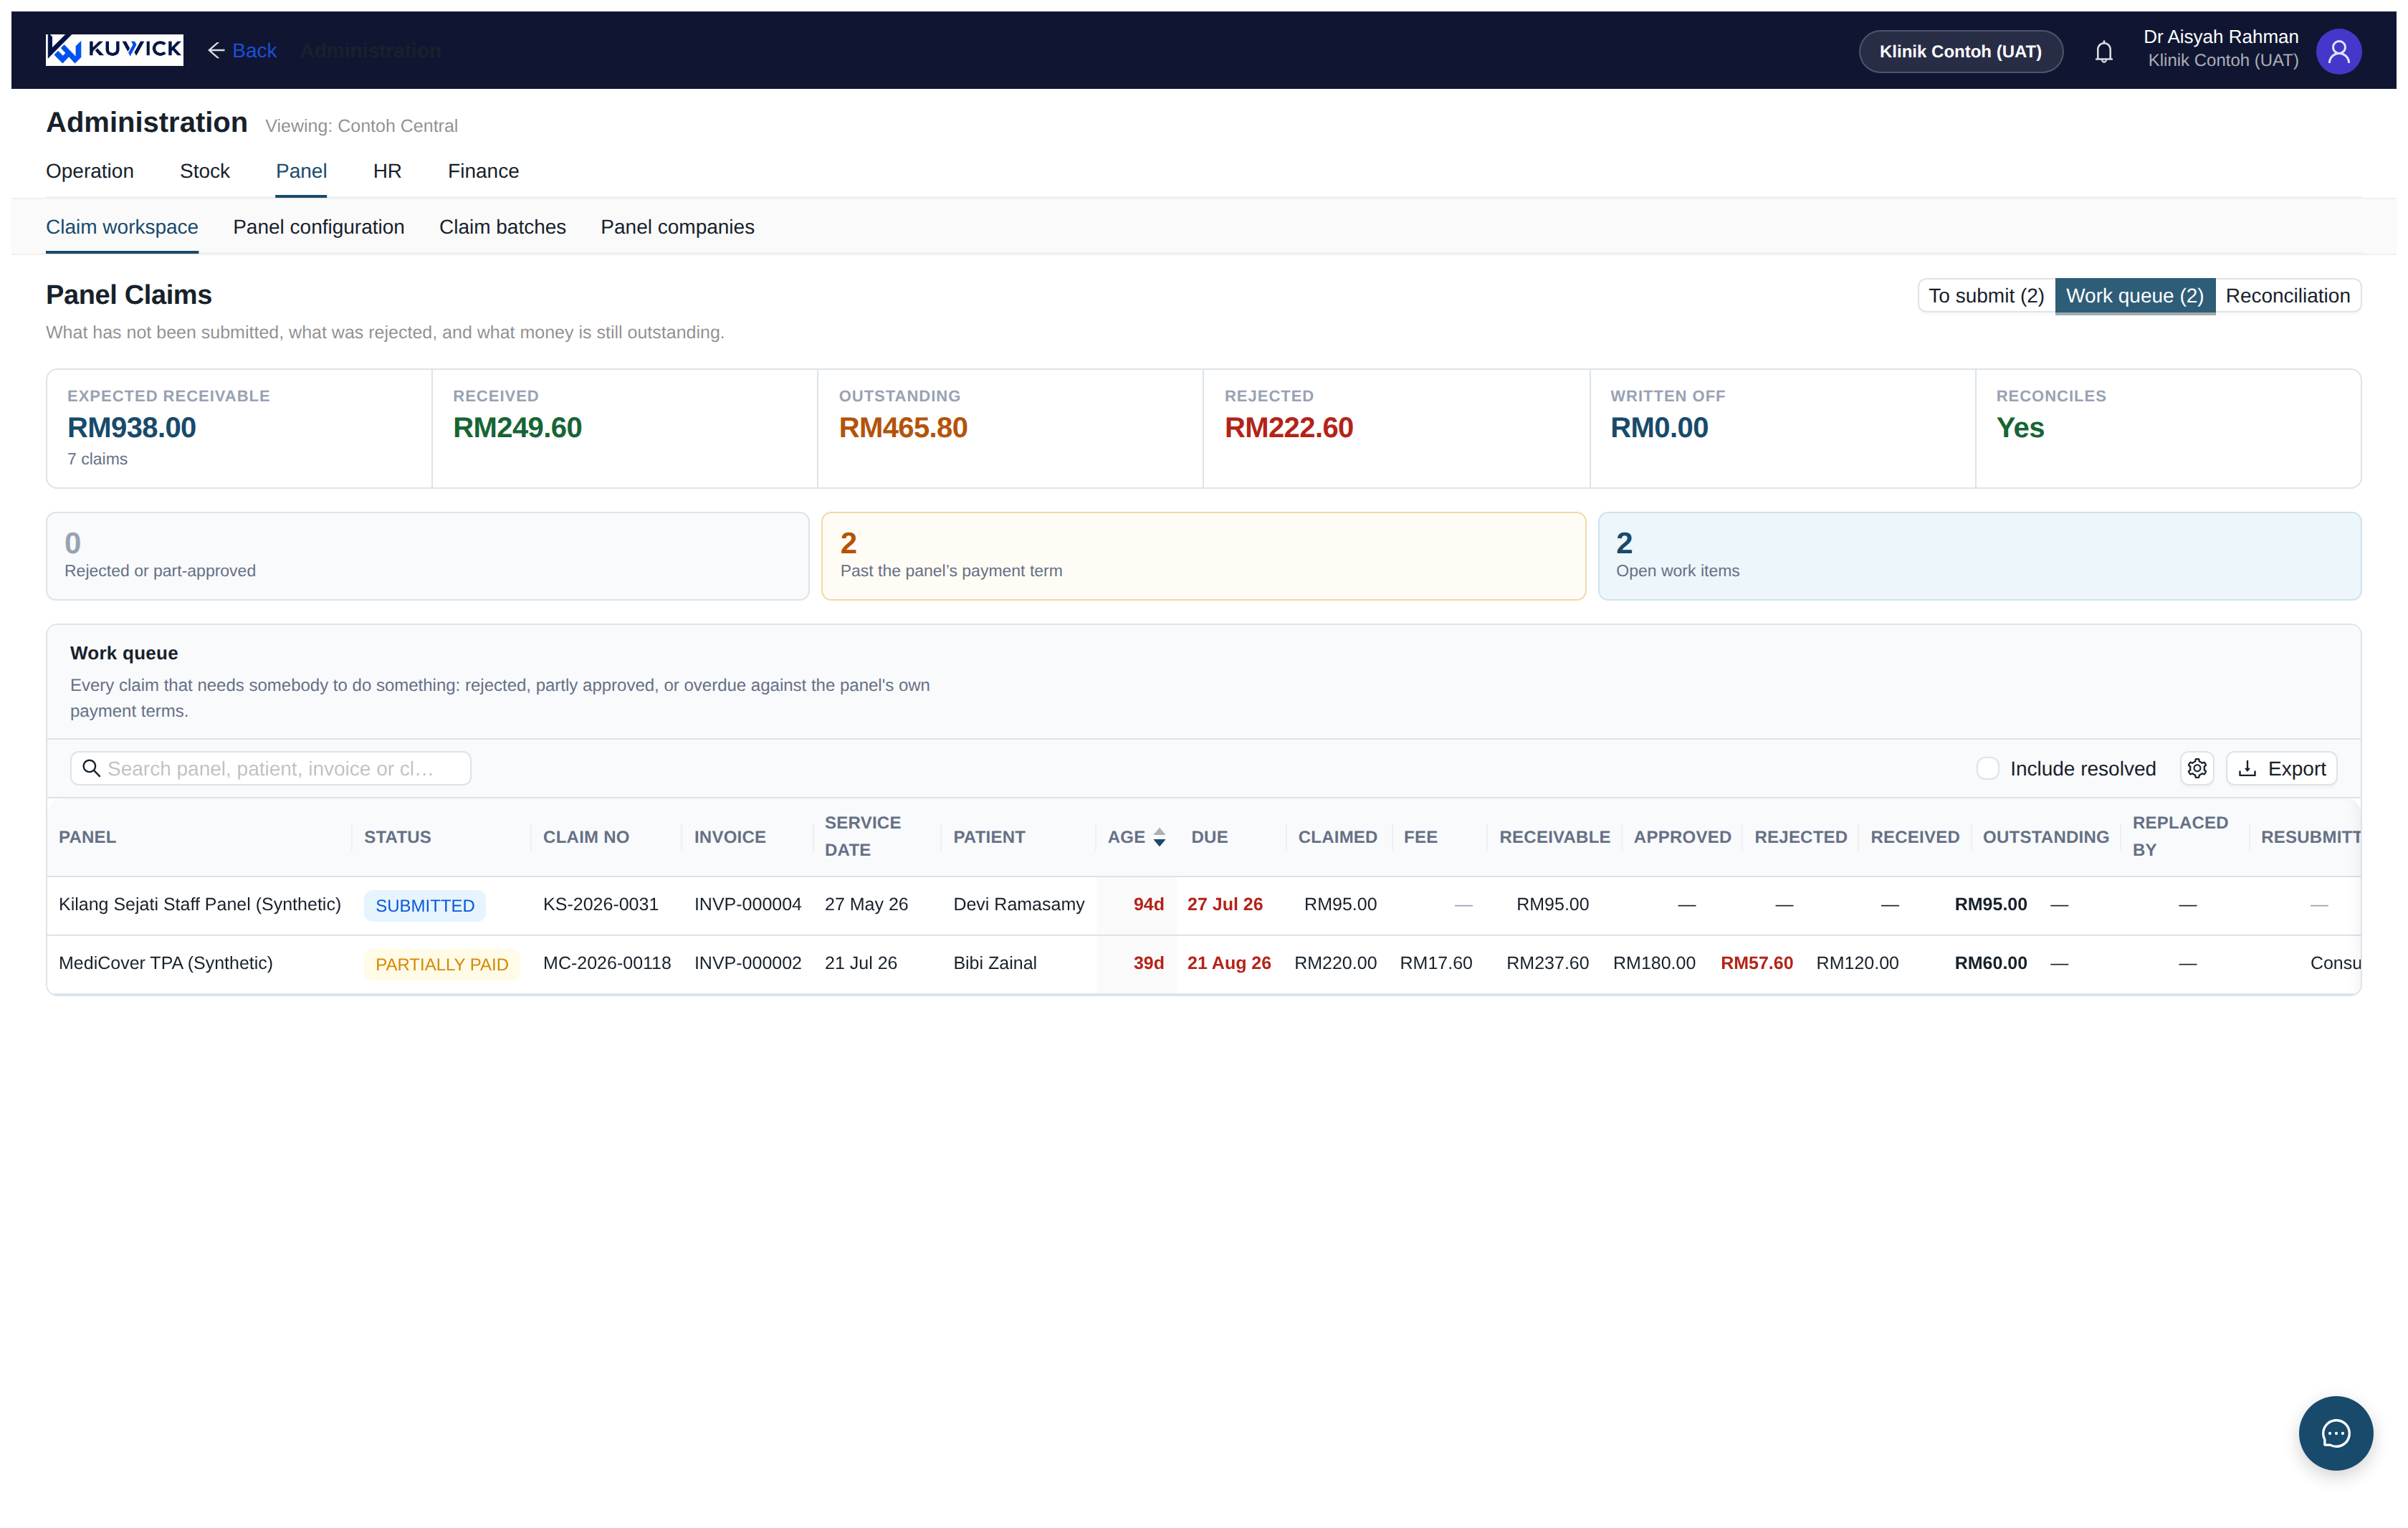 KUWICK
Back Administration
Klinik Contoh (UAT)
Dr Aisyah Rahman
Klinik Contoh (UAT)
Administration Viewing: Contoh Central
Operation Stock Panel HR Finance
Claim workspace Panel configuration Claim batches Panel companies
Panel Claims
To submit (2) Work queue (2) Reconciliation
What has not been submitted, what was rejected, and what money is still outstanding.
EXPECTED RECEIVABLE RECEIVED OUTSTANDING REJECTED WRITTEN OFF RECONCILES
RM938.00 RM249.60 RM465.80 RM222.60 RM0.00 Yes
7 claims
0 2 2
Rejected or part-approved Past the panel’s payment term Open work items
Work queue
Every claim that needs somebody to do something: rejected, partly approved, or overdue against the panel's own
payment terms.
Search panel, patient, invoice or cl… Include resolved Export
PANEL STATUS CLAIM NO INVOICE SERVICE DATE PATIENT AGE DUE CLAIMED FEE RECEIVABLE APPROVED REJECTED RECEIVED OUTSTANDING REPLACED BY RESUBMITT
Kilang Sejati Staff Panel (Synthetic) SUBMITTED KS-2026-0031 INVP-000004 27 May 26 Devi Ramasamy 94d 27 Jul 26 RM95.00 — RM95.00 — — — RM95.00 — — —
MediCover TPA (Synthetic) PARTIALLY PAID MC-2026-00118 INVP-000002 21 Jul 26 Bibi Zainal 39d 21 Aug 26 RM220.00 RM17.60 RM237.60 RM180.00 RM57.60 RM120.00 RM60.00 — — Consu